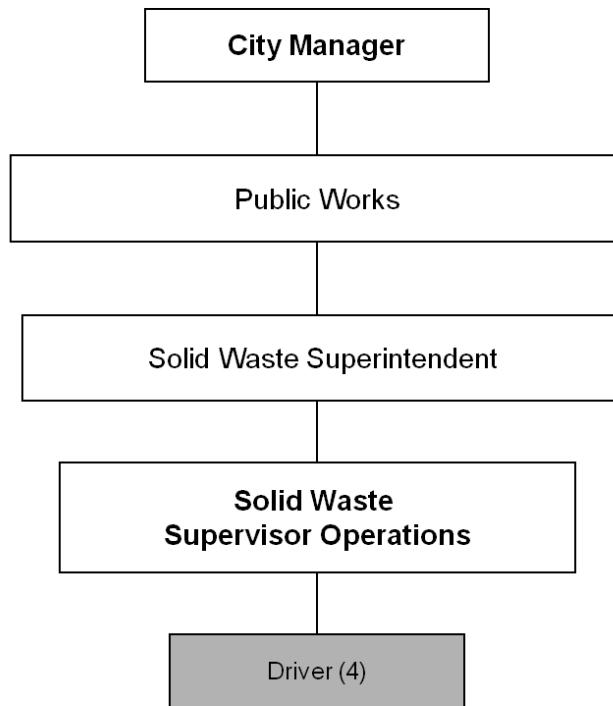 City Manager
Public Works
Solid Waste Superintendent
Solid Waste
Supervisor Operations
Driver (4)